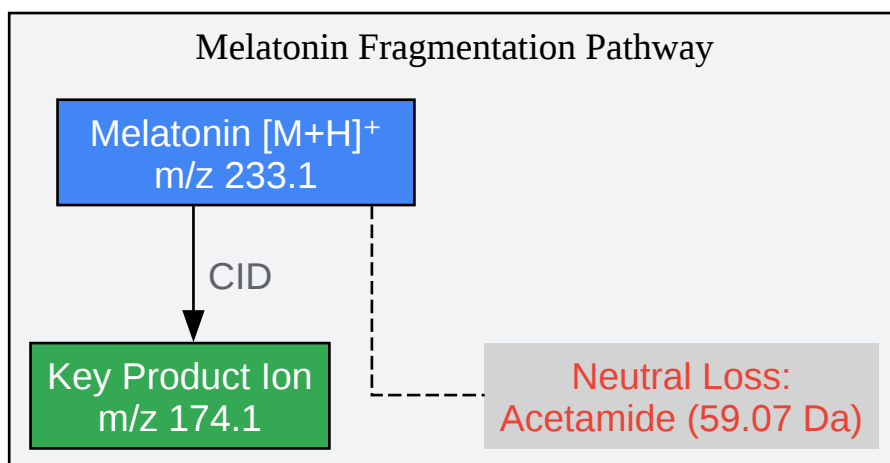 Melatonin Fragmentation Pathway
Melatonin [M+H]⁺
m/z 233.1
CID
Key Product Ion
m/z 174.1
Neutral Loss:
Acetamide (59.07 Da)